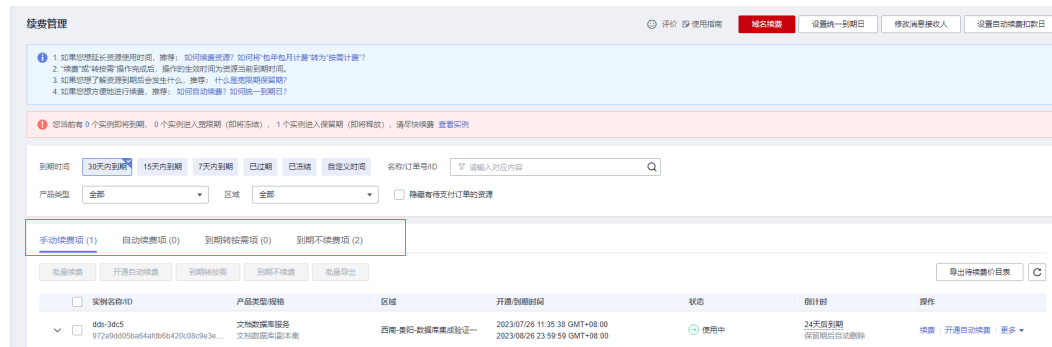 续费管理
评价 使用指南 域名续费 设置统一到期日 修改消息接收人 设置自动续费扣款日
1. 如果您想延长资源使用时间，推荐： 如何续费资源? 如何将“包年包月计费”转为“按需计费”?
2. “续费”或“转按需”操作完成后，操作的生效时间为资源当前到期时间。
3. 如果您想了解资源到期后会发生什么，推荐： 什么是宽限期保留期?
4. 如果您想方便地进行续费，推荐： 如何自动续费? 如何统一到期日?
您当前有 0 个实例即将到期， 0 个实例进入宽限期（即将冻结）， 1 个实例进入保留期（即将释放），请尽快续费 查看实例
到期时间 30天内到期 15天内到期 7天内到期 已过期 已冻结 自定义时间 名称/订单号/ID 请输入对应内容
产品类型 全部 区域 全部 隐藏有待支付订单的资源
手动续费项 (1) 自动续费项 (0) 到期转按需项 (0) 到期不续费项 (2)
批量续费 开通自动续费 到期转按需 到期不续费 批量导出 导出待续费价目表
实例名称/ID 产品类型/规格 区域 开通/到期时间 状态 倒计时 操作
dds-3dc5 文档数据库服务 西南-贵阳-数据库集成验证一 2023/07/26 11:35:38 GMT+08:00 使用中 24天后到期 续费 开通自动续费 更多
972a9dd05ba64afdb6b420c08c9e3e... 文档数据库副本集 2023/08/26 23:59:59 GMT+08:00 保留期后自动删除